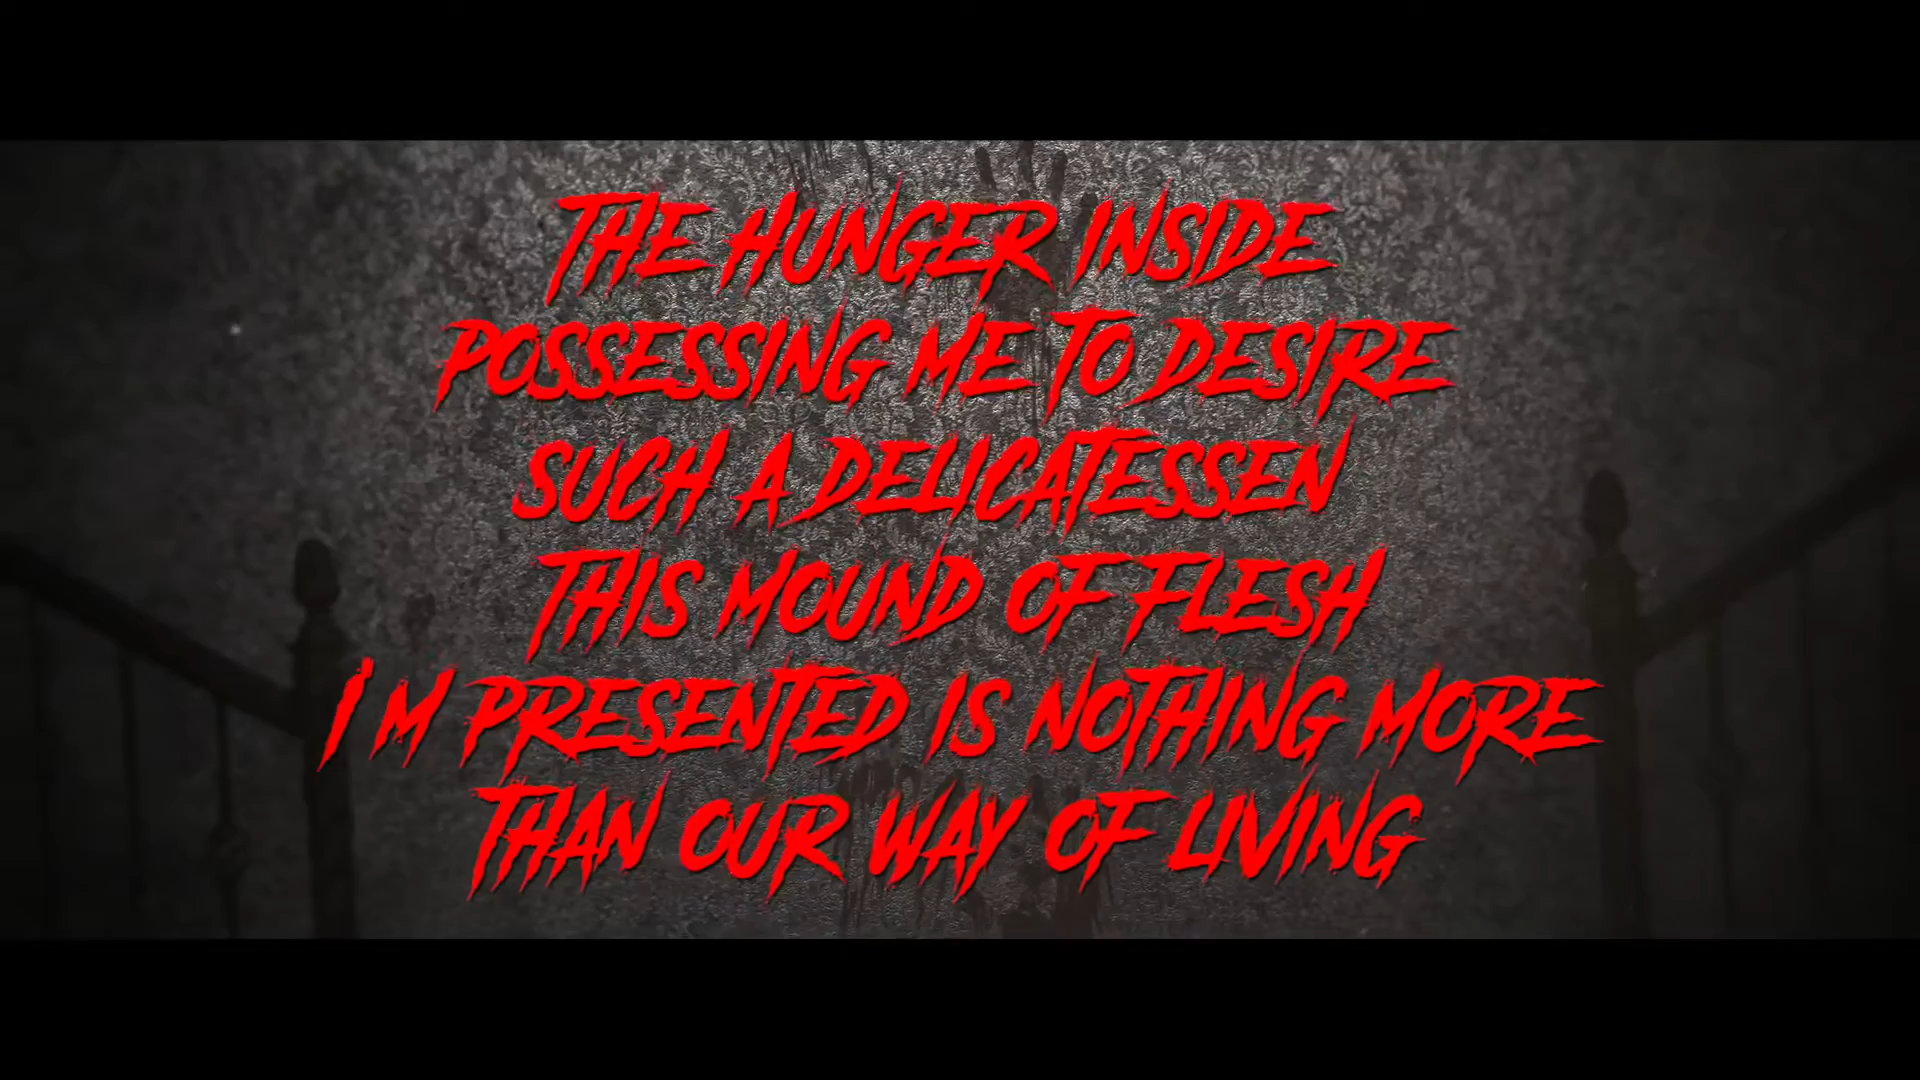 THE HUNGER INSIDE
POSSESSING ME TO DESIRE
SUCH A DELICATESSEN
THIS MOUND OF FLESH
I M PRESENTED IS NOTHING MORE
THAN OUR WAY OF LIVING